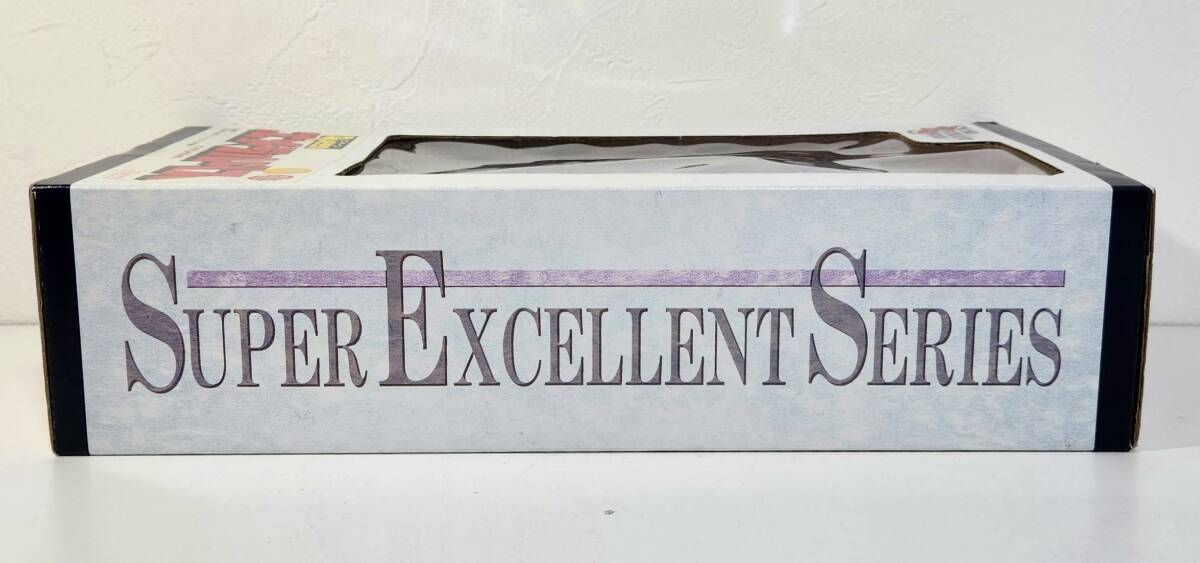 SUPER EXCELLENT SERIES